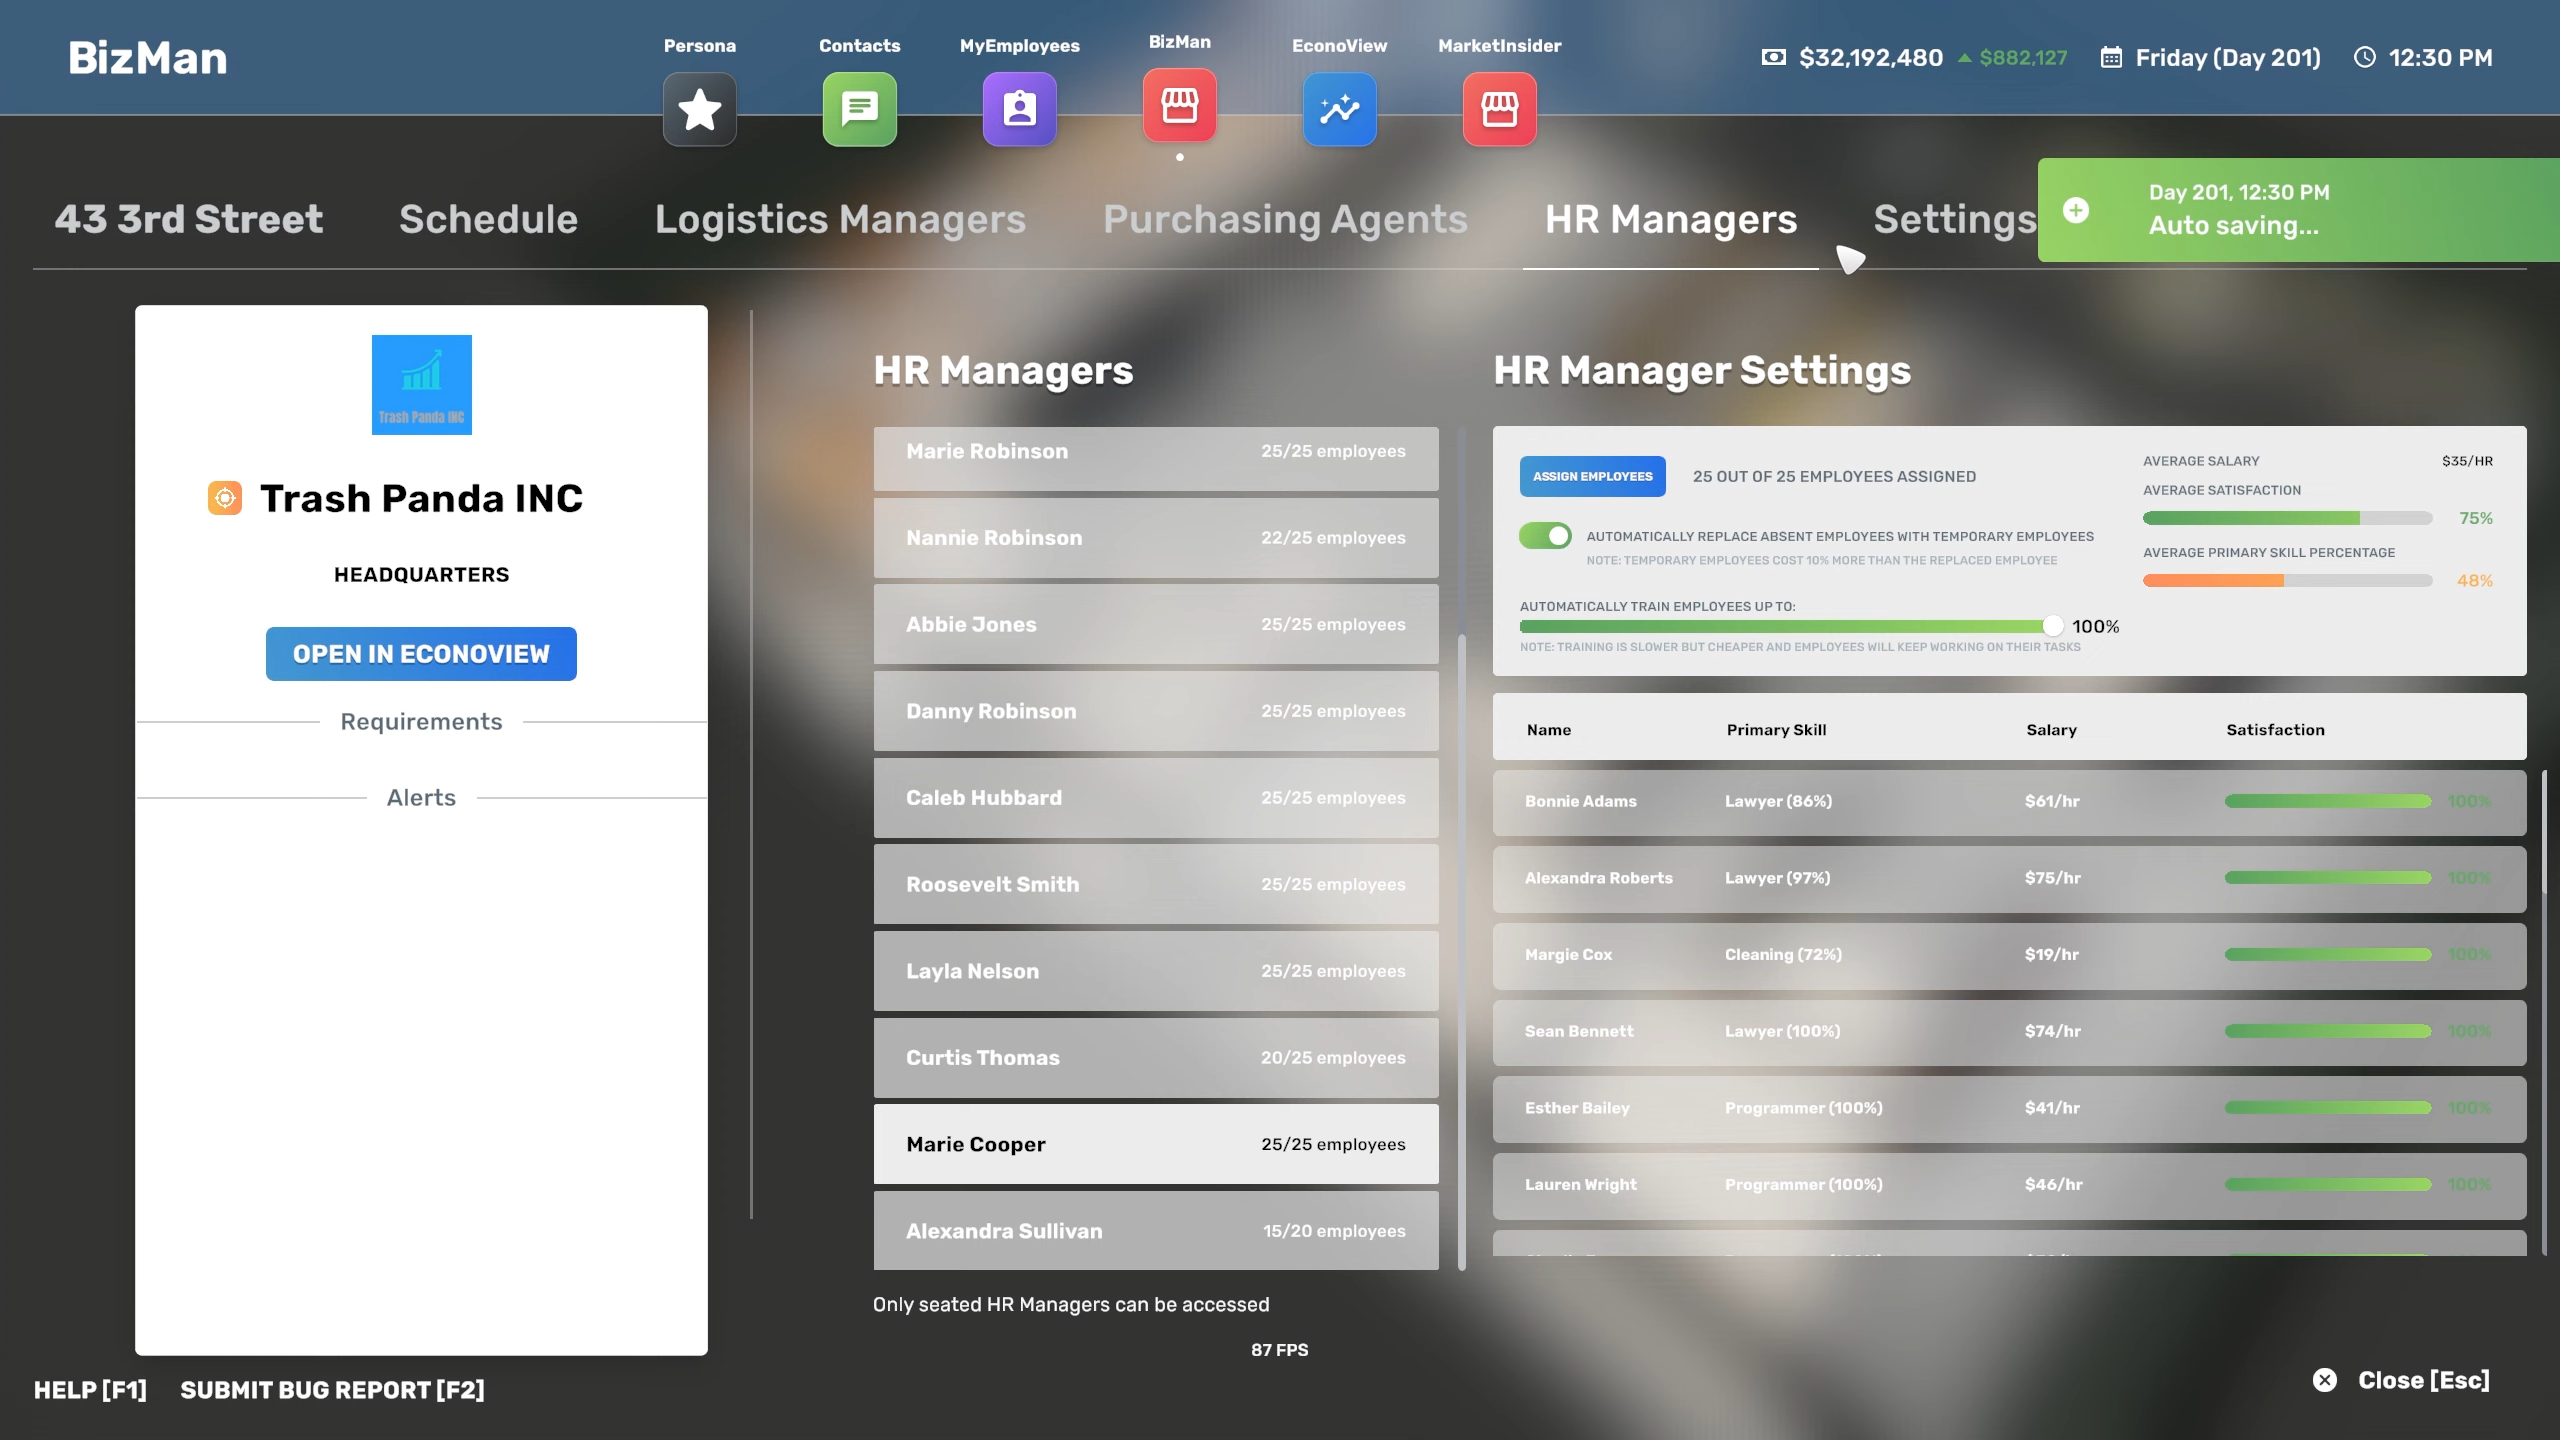 BizMan
Persona
Contacts
MyEmployees
BizMan
EconoView
MarketInsider
$32,192,480
$882,127
Friday (Day 201)
12:30 PM
43 3rd Street
Schedule
Logistics Managers
Purchasing Agents
HR Managers
Settings
Day 201, 12:30 PM
Auto saving...
Trash Panda INC
Trash Panda INC
HEADQUARTERS
OPEN IN ECONOVIEW
Requirements
Alerts
HR Managers
Marie Robinson 25/25 employees
Nannie Robinson 22/25 employees
Abbie Jones 25/25 employees
Danny Robinson 25/25 employees
Caleb Hubbard 25/25 employees
Roosevelt Smith 25/25 employees
Layla Nelson 25/25 employees
Curtis Thomas 20/25 employees
Marie Cooper 25/25 employees
Alexandra Sullivan 15/20 employees
Only seated HR Managers can be accessed
HR Manager Settings
ASSIGN EMPLOYEES
25 OUT OF 25 EMPLOYEES ASSIGNED
AUTOMATICALLY REPLACE ABSENT EMPLOYEES WITH TEMPORARY EMPLOYEES
NOTE: TEMPORARY EMPLOYEES COST 10% MORE THAN THE REPLACED EMPLOYEE
AUTOMATICALLY TRAIN EMPLOYEES UP TO:
100%
NOTE: TRAINING IS SLOWER BUT CHEAPER AND EMPLOYEES WILL KEEP WORKING ON THEIR TASKS
AVERAGE SALARY $35/HR
AVERAGE SATISFACTION
75%
AVERAGE PRIMARY SKILL PERCENTAGE
48%
Name Primary Skill Salary Satisfaction
Bonnie Adams Lawyer (86%) $61/hr 100%
Alexandra Roberts Lawyer (97%) $75/hr 100%
Margie Cox Cleaning (72%) $19/hr 100%
Sean Bennett Lawyer (100%) $74/hr 100%
Esther Bailey Programmer (100%) $41/hr 100%
Lauren Wright Programmer (100%) $46/hr 100%
87 FPS
HELP [F1]
SUBMIT BUG REPORT [F2]
Close [Esc]